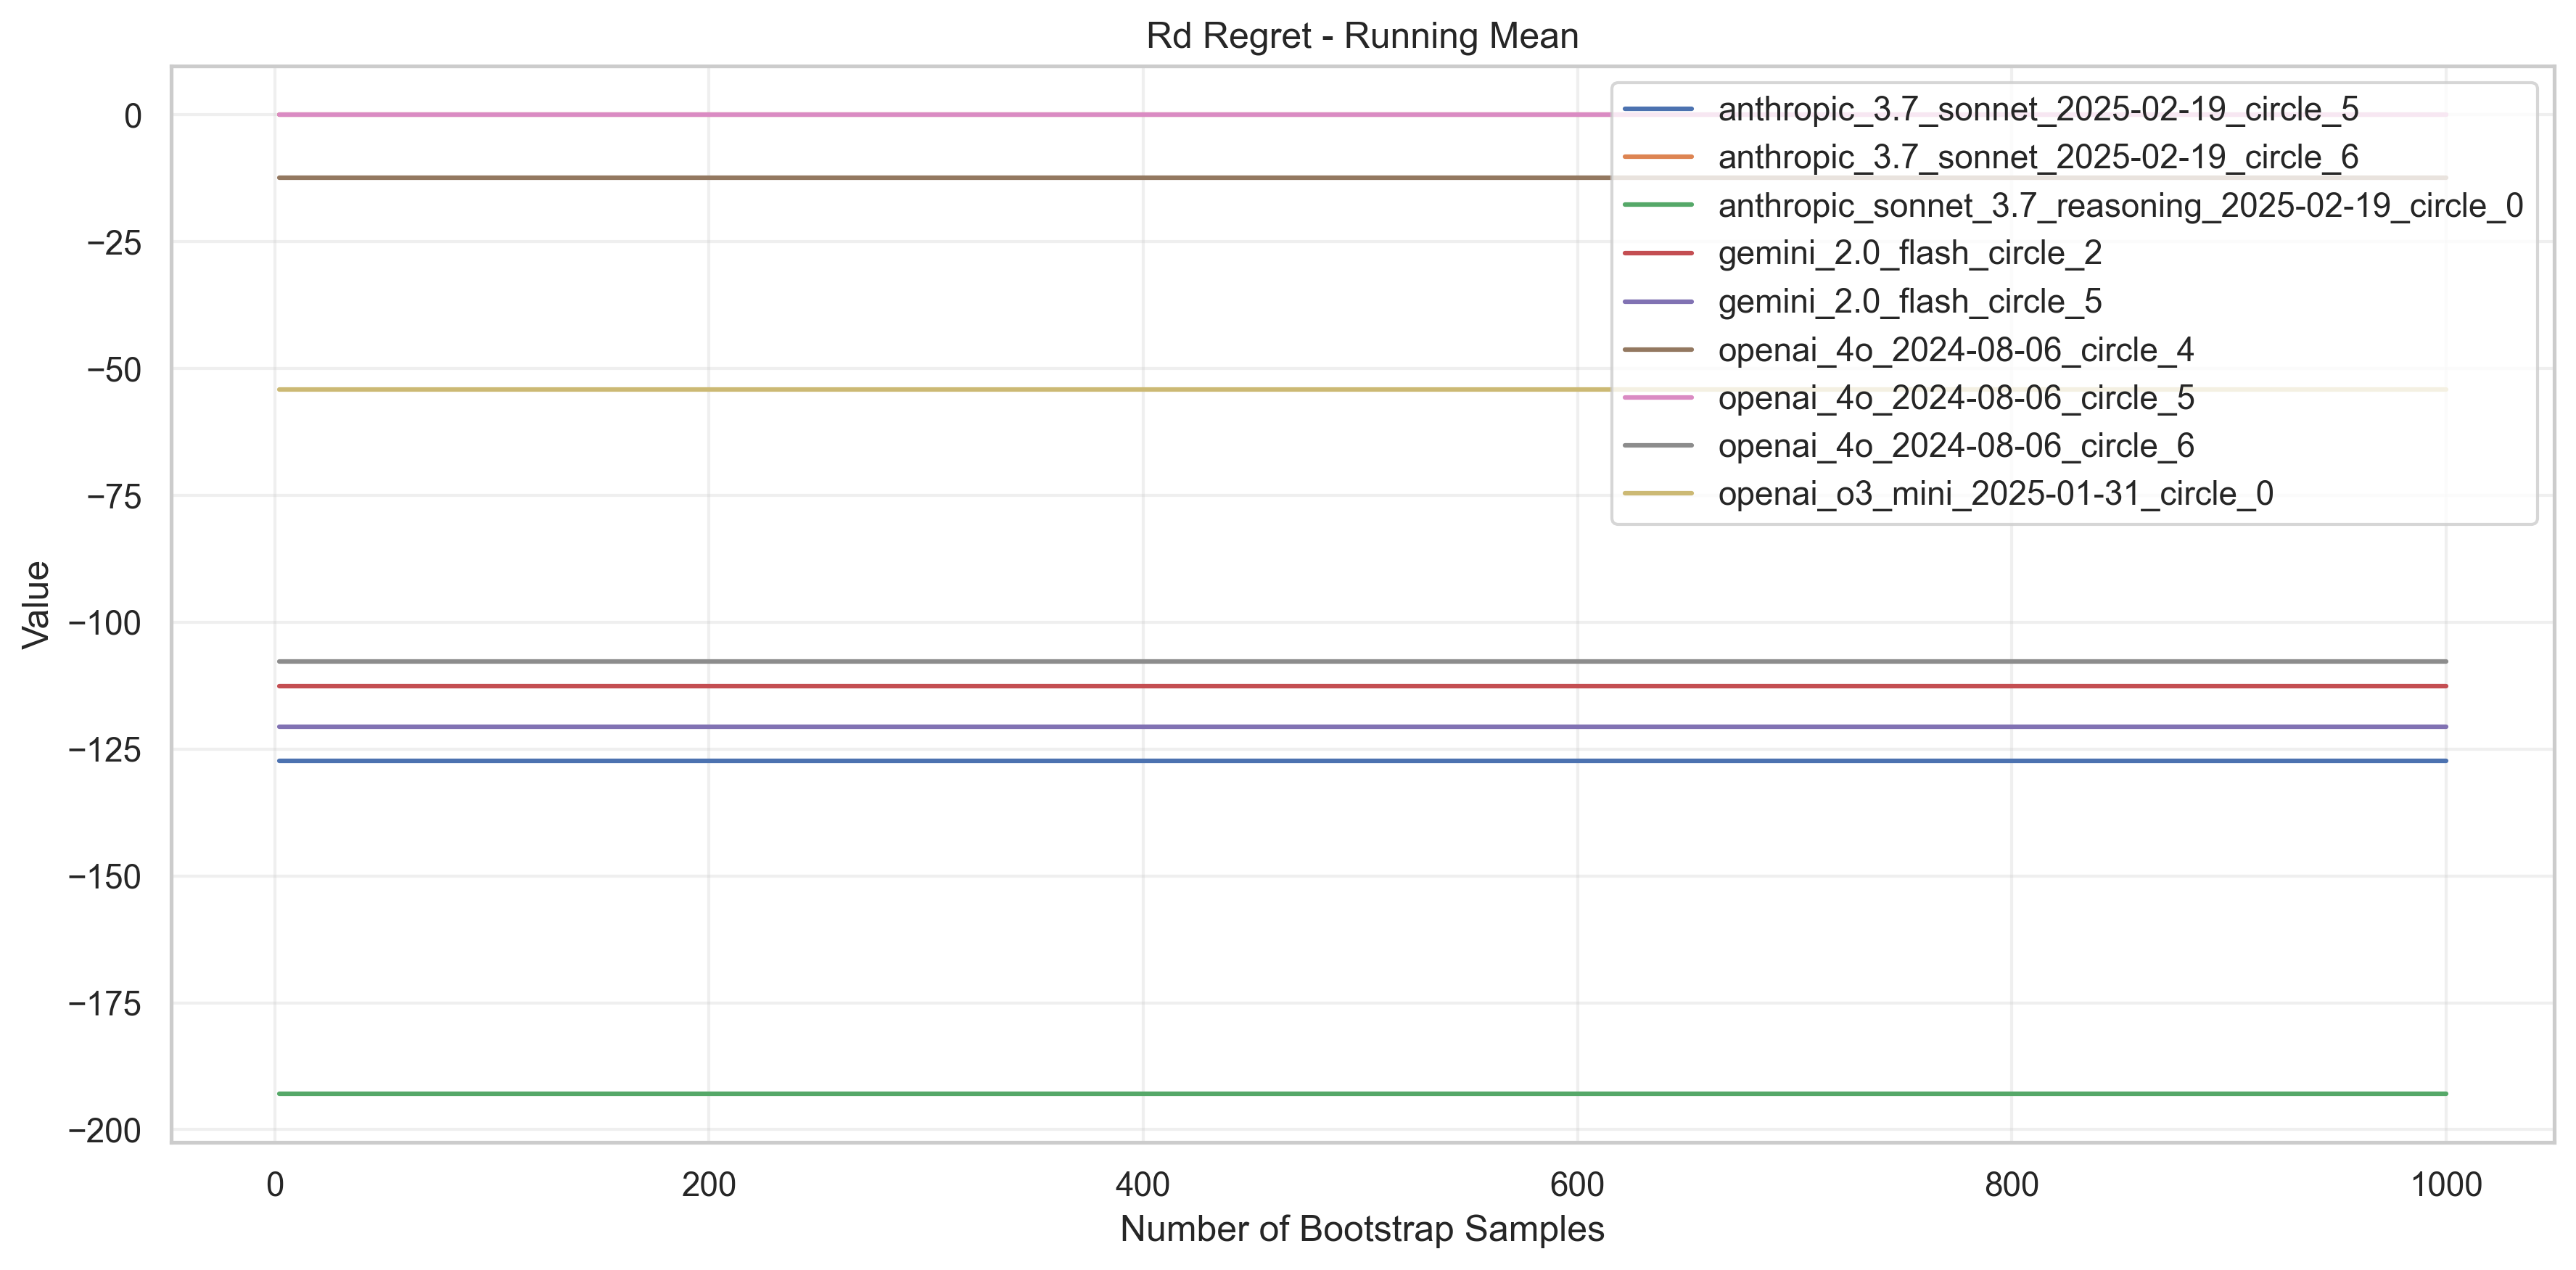 Rd Regret - Running Mean
anthropic_3.7_sonnet_2025-02-19_circle_5
anthropic_3.7_sonnet_2025-02-19_circle_6
anthropic_sonnet_3.7_reasoning_2025-02-19_circle_0
gemini_2.0_flash_circle_2
gemini_2.0_flash_circle_5
openai_4o_2024-08-06_circle_4
openai_4o_2024-08-06_circle_5
openai_4o_2024-08-06_circle_6
openai_o3_mini_2025-01-31_circle_0
Value
0
−25
−50
−75
−100
−125
−150
−175
−200
0 200 400 600 800 1000
Number of Bootstrap Samples